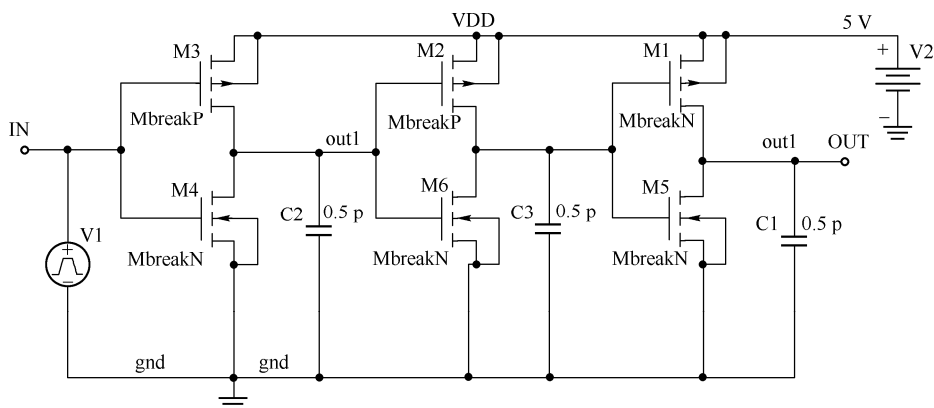 VDD
5 V
M3
M2
M1
+
V2
MbreakP
MbreakP
MbreakN
−
IN
out1
out1
OUT
M4
M6
M5
C2
0.5 p
C3
0.5 p
C1
0.5 p
V1
+
−
MbreakN
MbreakN
MbreakN
gnd
gnd